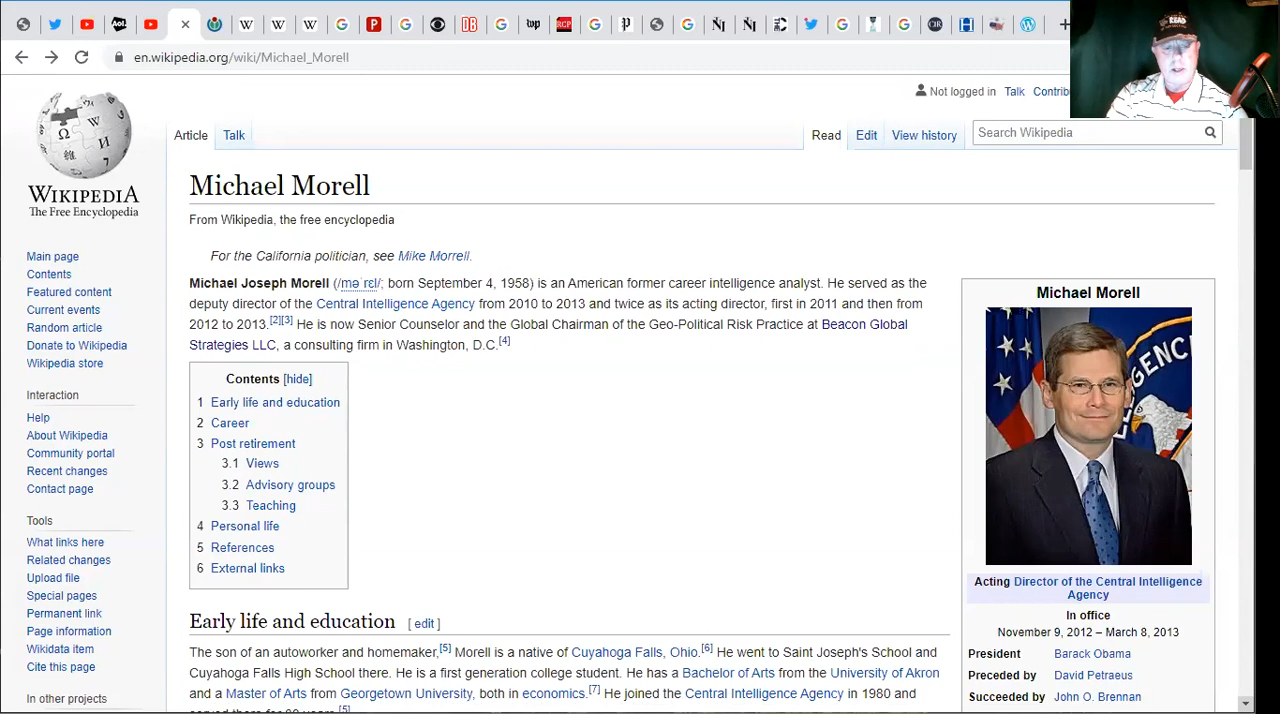 Aol.
W
W
W
P
DB
wp
RCP
P
NJ
NJ
CIR
H
en.wikipedia.org/wiki/Michael_Morell
READ
Not logged in Talk Contrib
Article Talk Read Edit View history Search Wikipedia
WIKIPEDIA
The Free Encyclopedia
Main page
Contents
Featured content
Current events
Random article
Donate to Wikipedia
Wikipedia store
Interaction
Help
About Wikipedia
Community portal
Recent changes
Contact page
Tools
What links here
Related changes
Upload file
Special pages
Permanent link
Page information
Wikidata item
Cite this page
In other projects
Michael Morell
From Wikipedia, the free encyclopedia
For the California politician, see Mike Morrell.
Michael Joseph Morell (/məˈrɛl/; born September 4, 1958) is an American former career intelligence analyst. He served as the
deputy director of the Central Intelligence Agency from 2010 to 2013 and twice as its acting director, first in 2011 and then from
2012 to 2013.[2][3] He is now Senior Counselor and the Global Chairman of the Geo-Political Risk Practice at Beacon Global
Strategies LLC, a consulting firm in Washington, D.C.[4]
Contents [hide]
1 Early life and education
2 Career
3 Post retirement
3.1 Views
3.2 Advisory groups
3.3 Teaching
4 Personal life
5 References
6 External links
Early life and education [ edit ]
The son of an autoworker and homemaker,[5] Morell is a native of Cuyahoga Falls, Ohio.[6] He went to Saint Joseph's School and
Cuyahoga Falls High School there. He is a first generation college student. He has a Bachelor of Arts from the University of Akron
and a Master of Arts from Georgetown University, both in economics.[7] He joined the Central Intelligence Agency in 1980 and
Michael Morell
Acting Director of the Central Intelligence
Agency
In office
November 9, 2012 – March 8, 2013
President Barack Obama
Preceded by David Petraeus
Succeeded by John O. Brennan